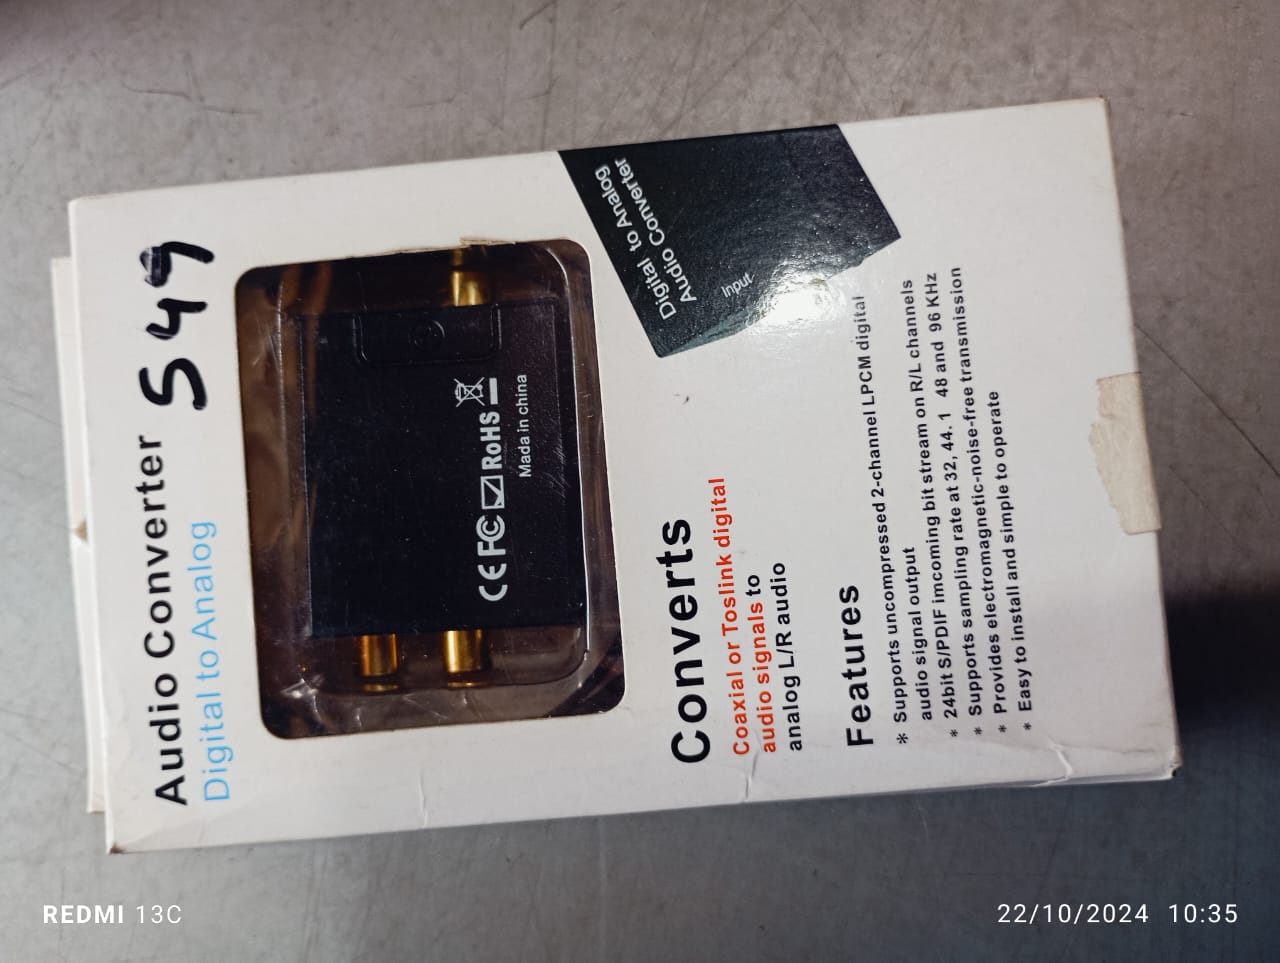 Audio Converter S49
Digital to Analog
CE FC RoHS
Mada in china
Digital to Analog
Audio Converter
Input
Converts
Coaxial or Toslink digital
audio signals to
analog L/R audio
Features
* Supports uncompressed 2-channel LPCM digital
audio signal output
* 24bit S/PDIF imcoming bit stream on R/L channels
* Supports sampling rate at 32, 44. 1 48 and 96 KHz
* Provides electromagnetic-noise-free transmission
* Easy to Install and simple to operate
REDMI 13C
22/10/2024 10:35